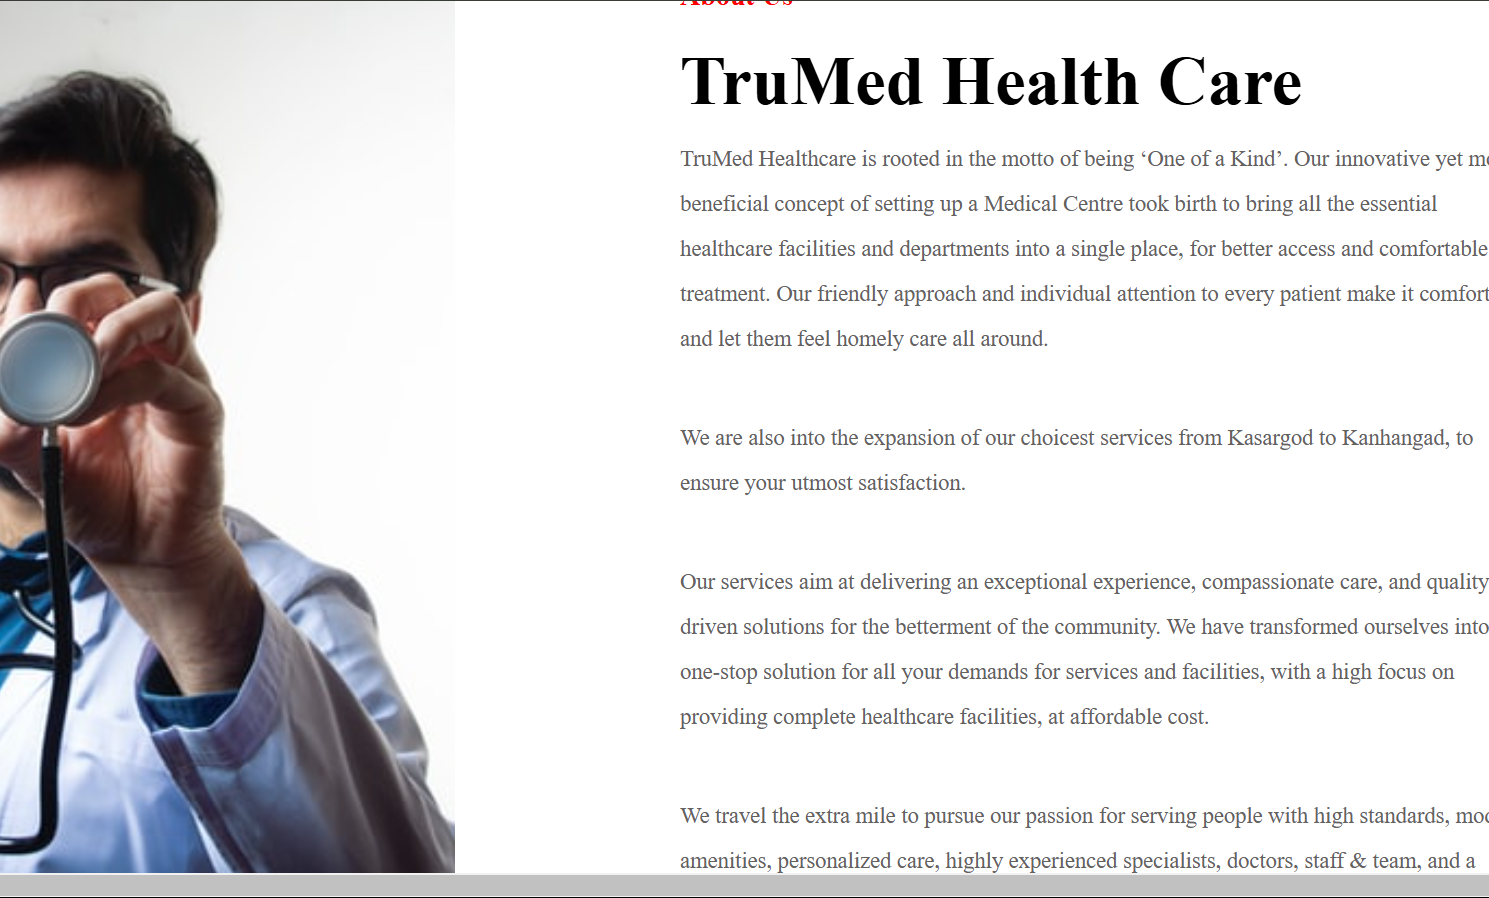 About Us
TruMed Health Care
TruMed Healthcare is rooted in the motto of being ‘One of a Kind’. Our innovative yet
beneficial concept of setting up a Medical Centre took birth to bring all the essential
healthcare facilities and departments into a single place, for better access and comfortable
treatment. Our friendly approach and individual attention to every patient make it
and let them feel homely care all around.
We are also into the expansion of our choicest services from Kasargod to Kanhangad, to
ensure your utmost satisfaction.
Our services aim at delivering an exceptional experience, compassionate care, and quality
driven solutions for the betterment of the community. We have transformed ourselves into
one-stop solution for all your demands for services and facilities, with a high focus on
providing complete healthcare facilities, at affordable cost.
We travel the extra mile to pursue our passion for serving people with high standards,
amenities, personalized care, highly experienced specialists, doctors, staff & team, and a